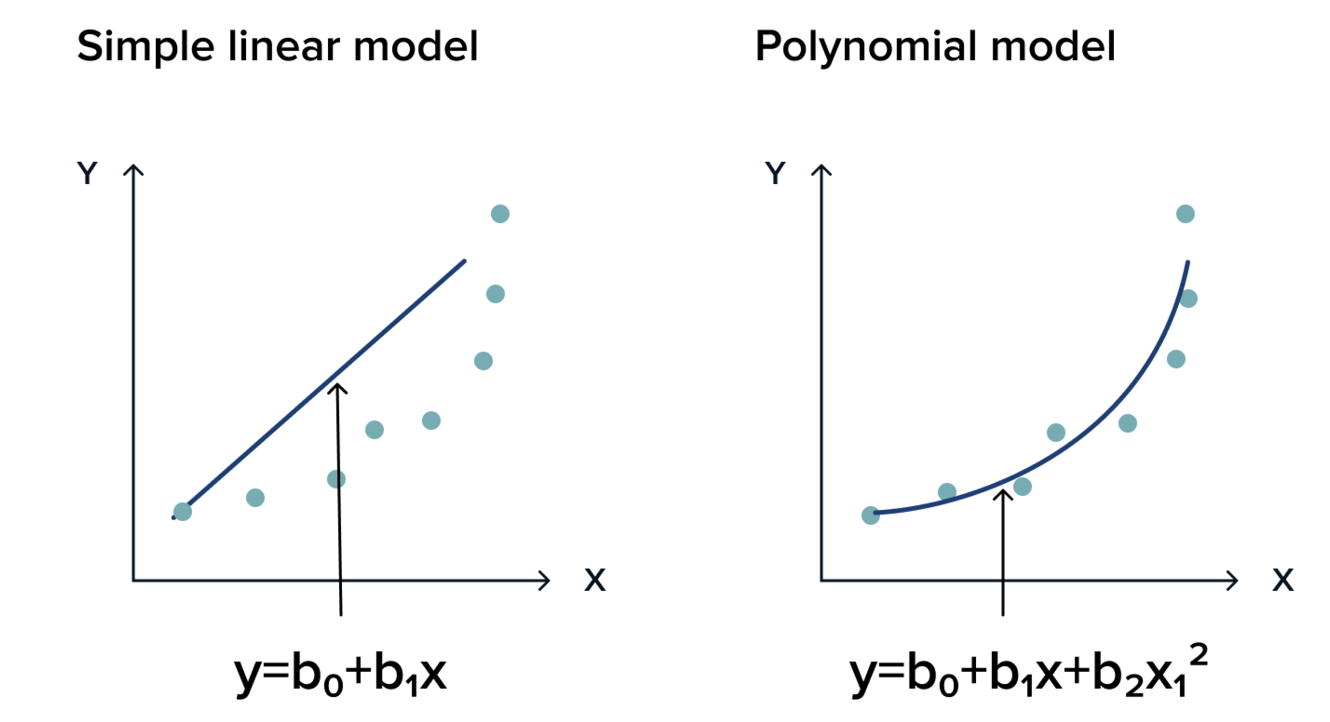 Simple linear model
Y
X
y=b₀+b₁x
Polynomial model
Y
X
y=b₀+b₁x+b₂x₁²